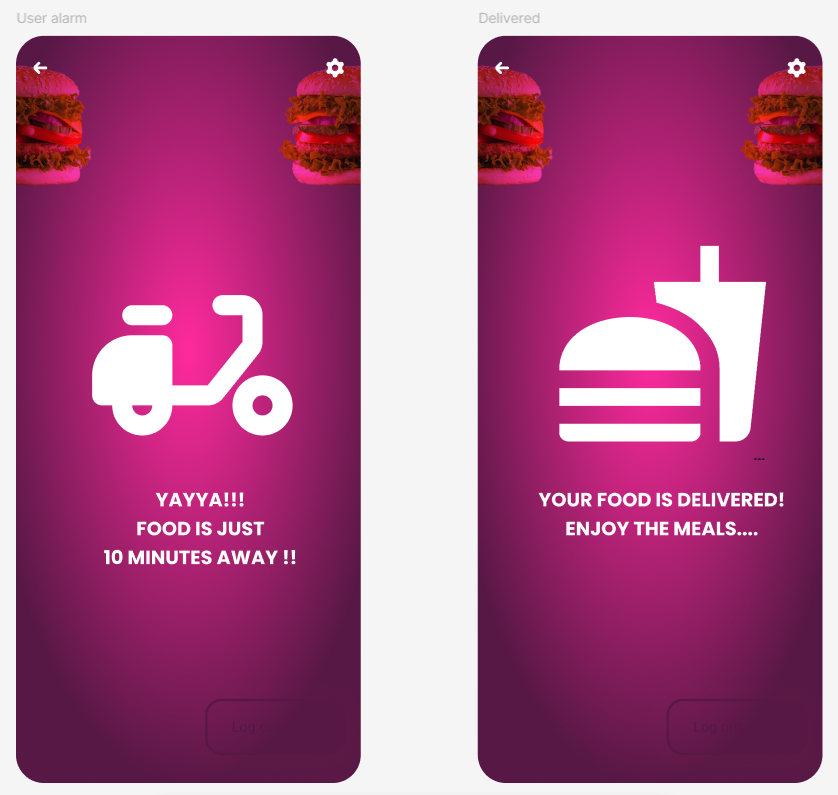 User alarm
Delivered
YAYYA!!!
FOOD IS JUST
10 MINUTES AWAY !!
YOUR FOOD IS DELIVERED!
ENJOY THE MEALS....
---
Log
Log